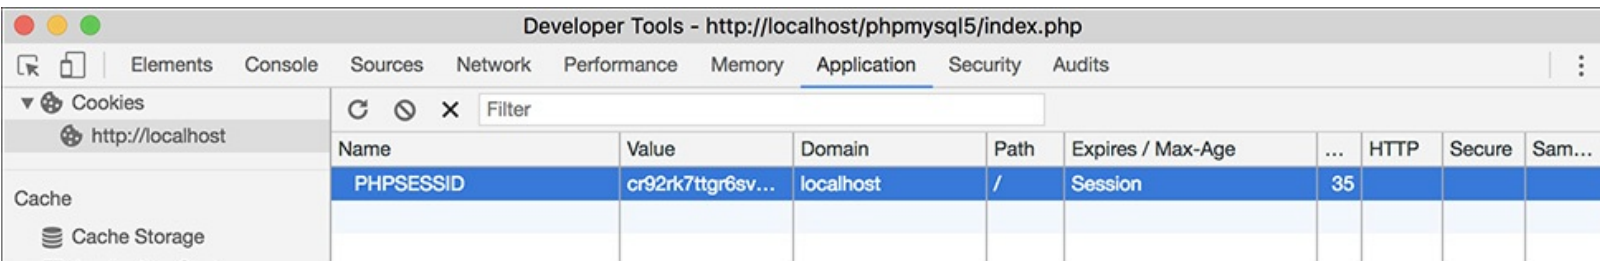 Developer Tools - http://localhost/phpmysql5/index.php
Elements Console Sources Network Performance Memory Application Security Audits
Cookies
http://localhost
Filter
Name Value Domain Path Expires / Max-Age ... HTTP Secure Sam...
PHPSESSID cr92rk7ttgr6sv... localhost / Session 35
Cache
Cache Storage